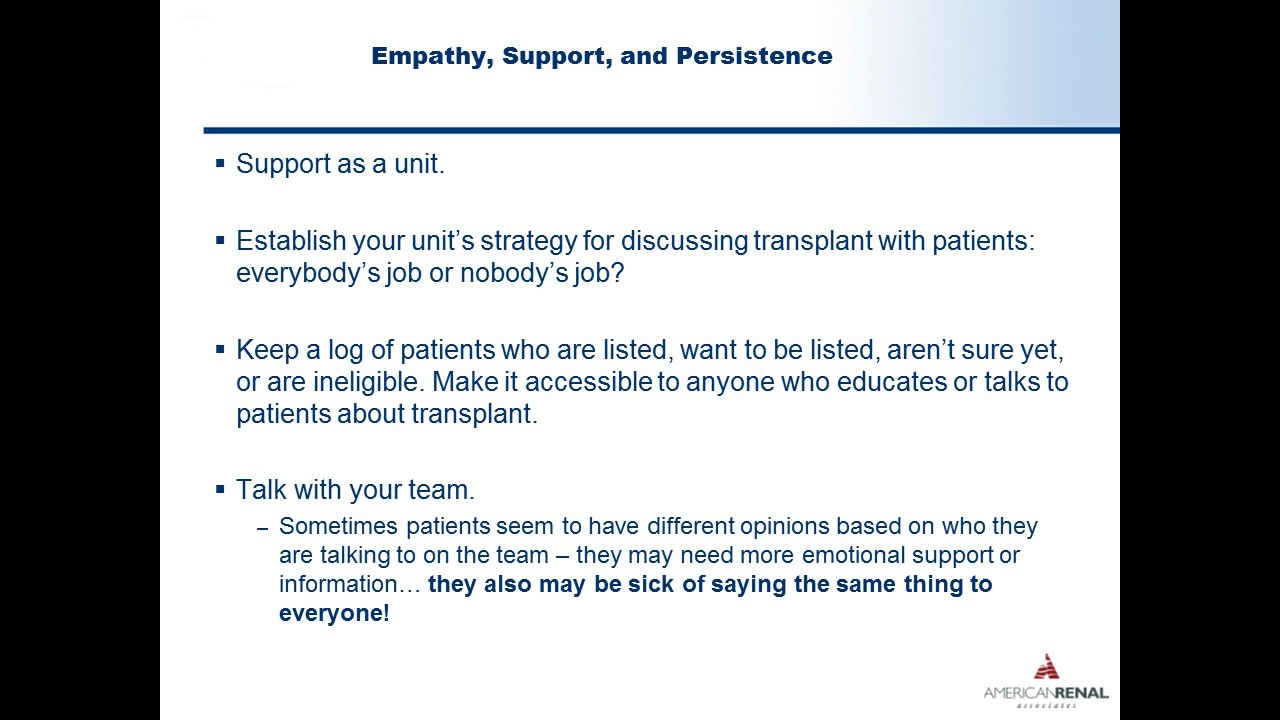 Empathy, Support, and Persistence
▪ Support as a unit.
▪ Establish your unit’s strategy for discussing transplant with patients:
everybody’s job or nobody’s job?
▪ Keep a log of patients who are listed, want to be listed, aren’t sure yet,
or are ineligible. Make it accessible to anyone who educates or talks to
patients about transplant.
▪ Talk with your team.
– Sometimes patients seem to have different opinions based on who they
are talking to on the team – they may need more emotional support or
information… they also may be sick of saying the same thing to
everyone!
AMERICANRENAL
associates